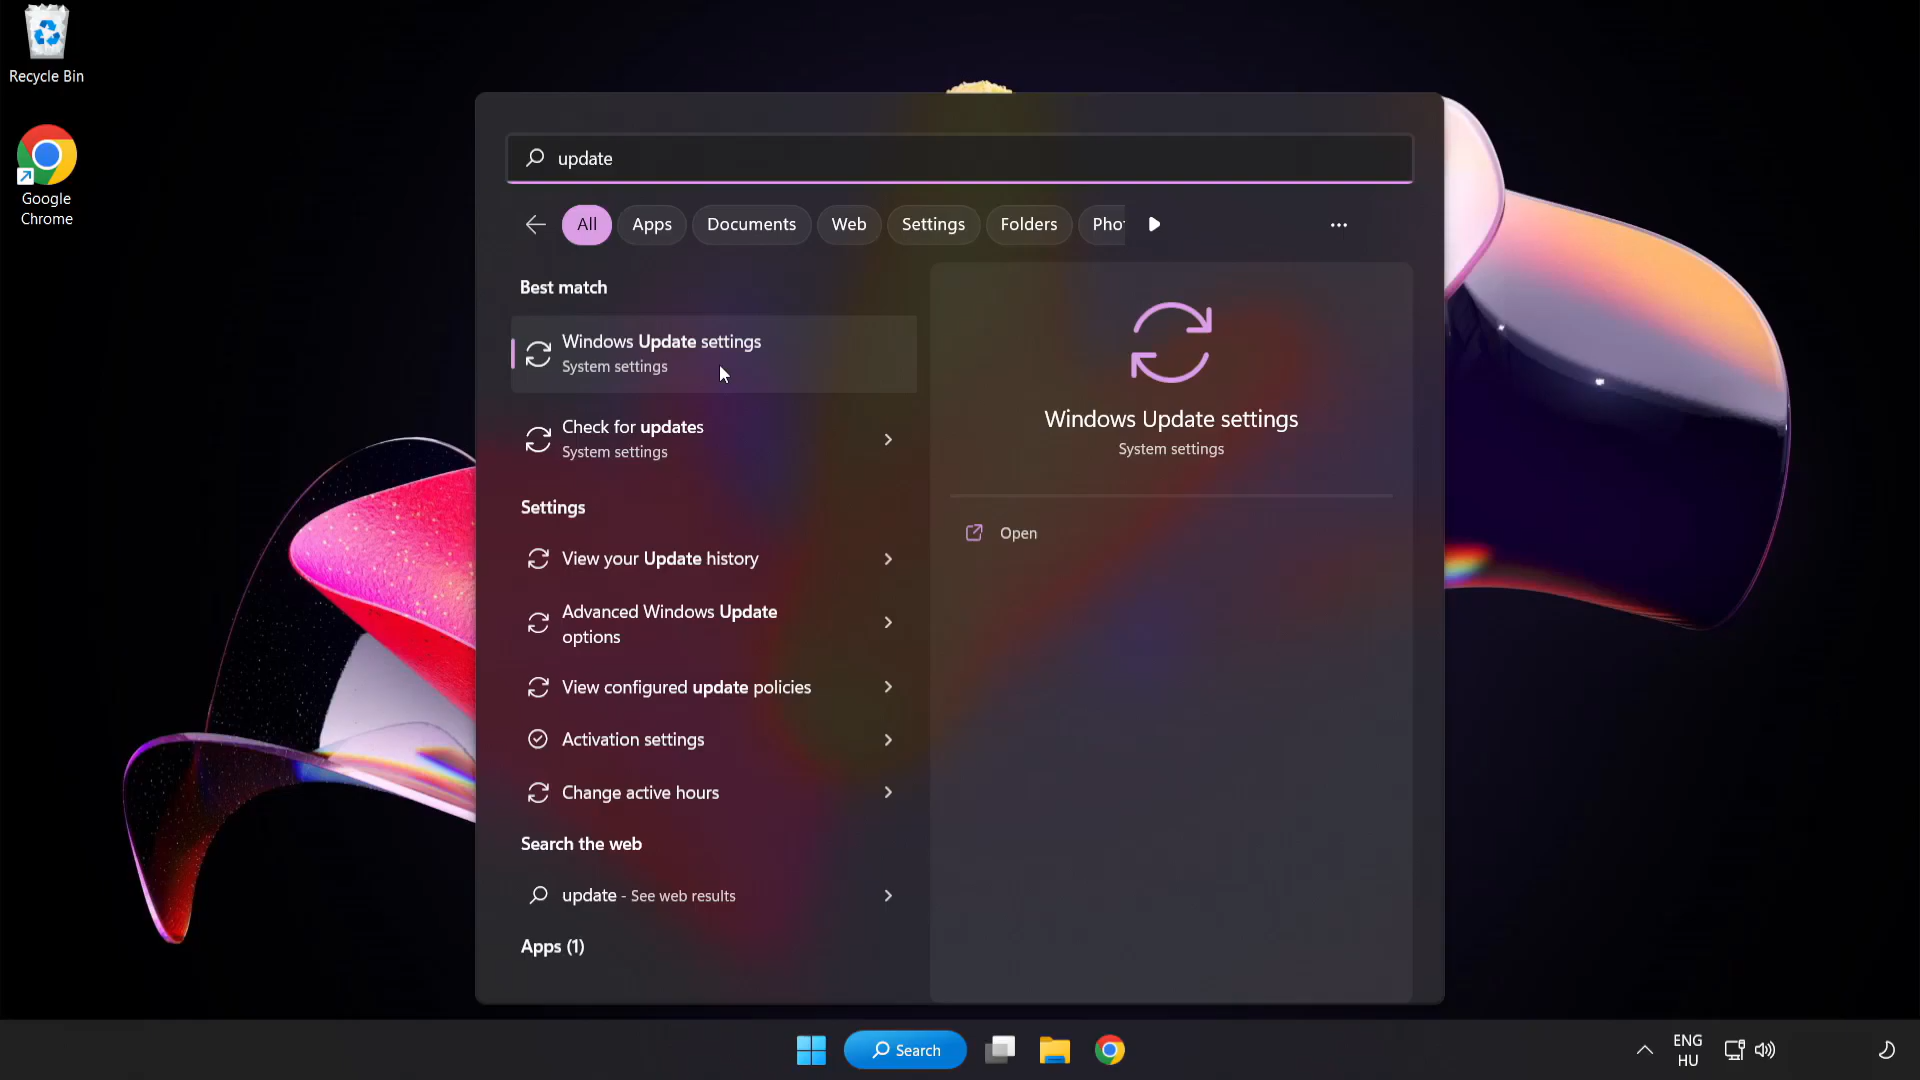 Recycle Bin
Google
Chrome
update
All
Apps
Documents
Web
Settings
Folders
Pho
Best match
Windows Update settings
System settings
Check for updates
System settings
Settings
View your Update history
Advanced Windows Update
options
View configured update policies
Activation settings
Change active hours
Search the web
update - See web results
Apps (1)
Windows Update settings
System settings
Open
Search
ENG
HU